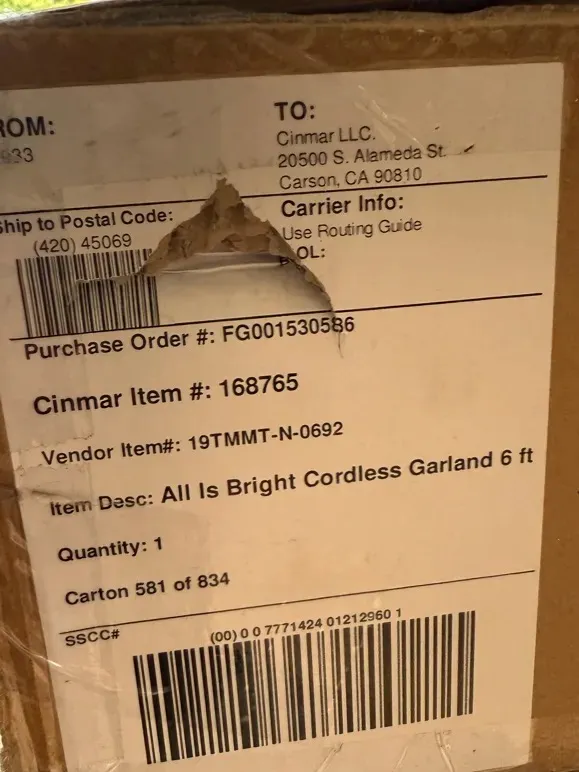 ROM:
933
TO:
Cinmar LLC.
20500 S. Alameda St.
Carson, CA 90810
Ship to Postal Code:
(420) 45069
Carrier Info:
Use Routing Guide
OL:
Purchase Order #: FG001530586
Cinmar Item #: 168765
Vendor Item#: 19TMMT-N-0692
Item Desc: All Is Bright Cordless Garland 6 ft
Quantity: 1
Carton 581 of 834
SSCC#
(00) 0 0 7771424 01212960 1